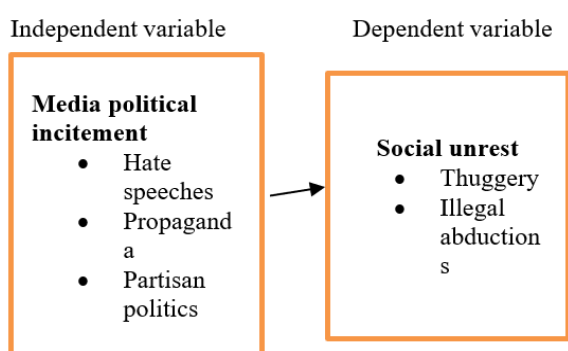 Independent variable
Dependent variable
Media political
incitement
• Hate
speeches
• Propagand
a
• Partisan
politics
Social unrest
• Thuggery
• Illegal
abduction
s